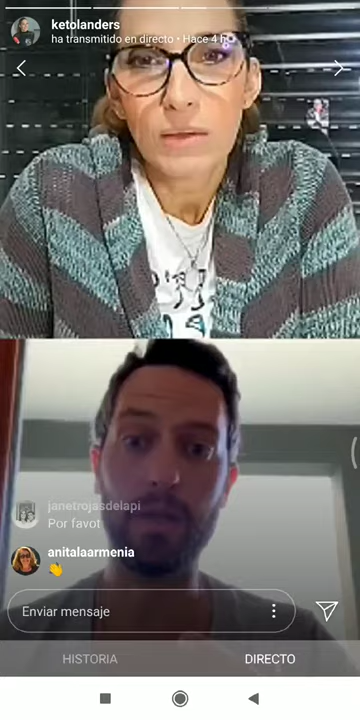 ketolanders
ha transmitido en directo • Hace 4 h
janetrojasdelapi
Por favot
anitalaarmenia
Enviar mensaje
HISTORIA
DIRECTO